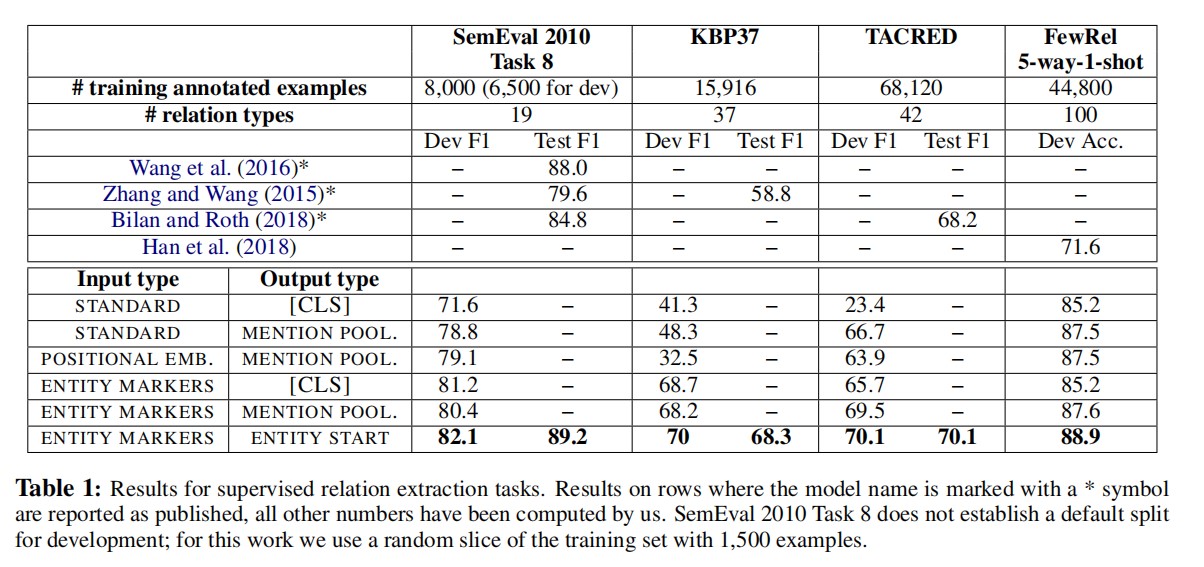 SemEval 2010 KBP37 TACRED FewRel
Task 8 5-way-1-shot
# training annotated examples 8,000 (6,500 for dev) 15,916 68,120 44,800
# relation types 19 37 42 100
Dev F1 Test F1 Dev F1 Test F1 Dev F1 Test F1 Dev Acc.
Wang et al. (2016)* – 88.0 – – – – –
Zhang and Wang (2015)* – 79.6 – 58.8 – – –
Bilan and Roth (2018)* – 84.8 – – – 68.2 –
Han et al. (2018) – – – – – – 71.6
Input type Output type
STANDARD [CLS] 71.6 – 41.3 – 23.4 – 85.2
STANDARD MENTION POOL. 78.8 – 48.3 – 66.7 – 87.5
POSITIONAL EMB. MENTION POOL. 79.1 – 32.5 – 63.9 – 87.5
ENTITY MARKERS [CLS] 81.2 – 68.7 – 65.7 – 85.2
ENTITY MARKERS MENTION POOL. 80.4 – 68.2 – 69.5 – 87.6
ENTITY MARKERS ENTITY START 82.1 89.2 70 68.3 70.1 70.1 88.9
Table 1: Results for supervised relation extraction tasks. Results on rows where the model name is marked with a * symbol
are reported as published, all other numbers have been computed by us. SemEval 2010 Task 8 does not establish a default split
for development; for this work we use a random slice of the training set with 1,500 examples.